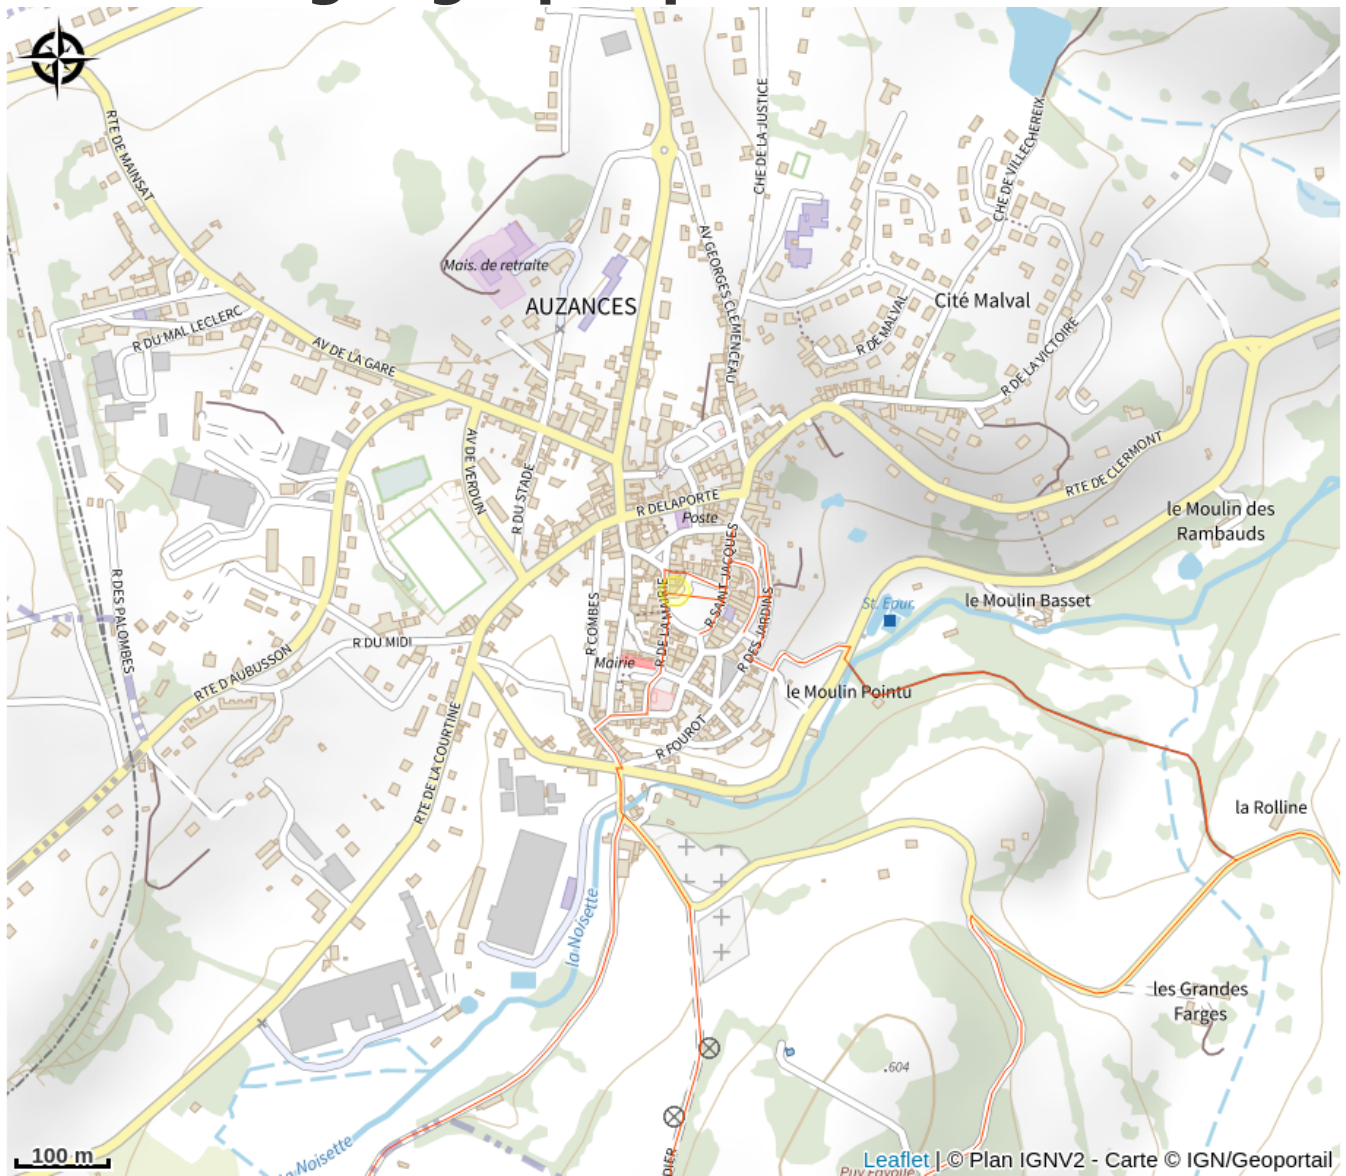 RTE DE MAINSAT
CHE DE LA JUSTICE
CHE DE VILLECHEREIX
AV GEORGES CLEMENCEAU
Mais. de retraite
AUZANCES
Cité Malval
R DU MAL LECLERC
R DE MALVAL
AV DE LA GARE
R DE LA VICTOIRE
AV DE VERDUN
R DU STADE
R DELAPORTE
Poste
RTE DE CLERMONT
le Moulin des
Rambauds
R SAINT JACQUES
R DES PALOMBES
R COMBES
R DE LA MAIRIE
R DES JARDINS
St. Epur.
le Moulin Basset
R DU MIDI
Mairie
RTE D'AUBUSSON
le Moulin Pointu
R FOUROT
RTE DE LA COURTINE
la Rolline
la Noisette
les Grandes
Farges
.604
la Noisette
DIER
Puy Fayolle
100 m
Leaflet | © Plan IGNV2 - Carte © IGN/Geoportail